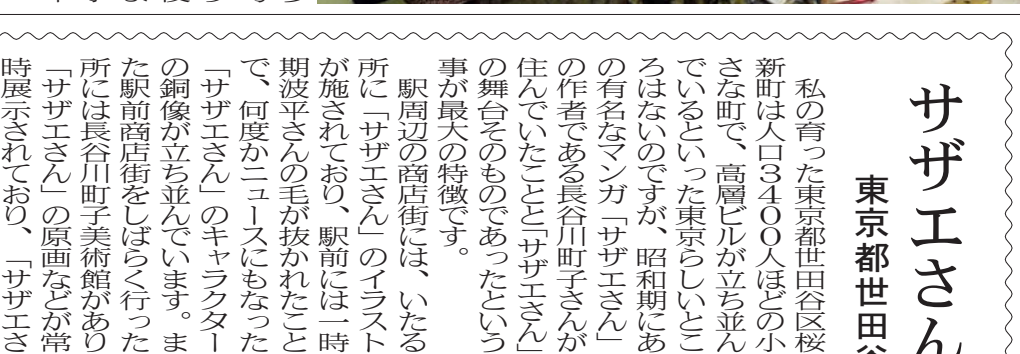 サザエさん
東京都世田谷
私の育った東京都世田谷区桜
新町は人口3400人ほどの小
さな町で、高層ビルが立ち並ん
でいるといった東京らしいとこ
ろはないのですが、昭和期にあ
の有名なマンガ「サザエさん」
の作者である長谷川町子さんが
住んでいたことと「サザエさん」
の舞台そのものであったという
事が最大の特徴です。
駅周辺の商店街には、いたる
所に「サザエさん」のイラスト
が施されており、駅前には一時
期波平さんの毛が抜かれたこと
で、何度かニュースにもなった
「サザエさん」のキャラクター
の銅像が立ち並んでいます。ま
た駅前商店街をしばらく行った
所には長谷川町子美術館があり
「サザエさん」の原画などが常
時展示されており、「サザエさ